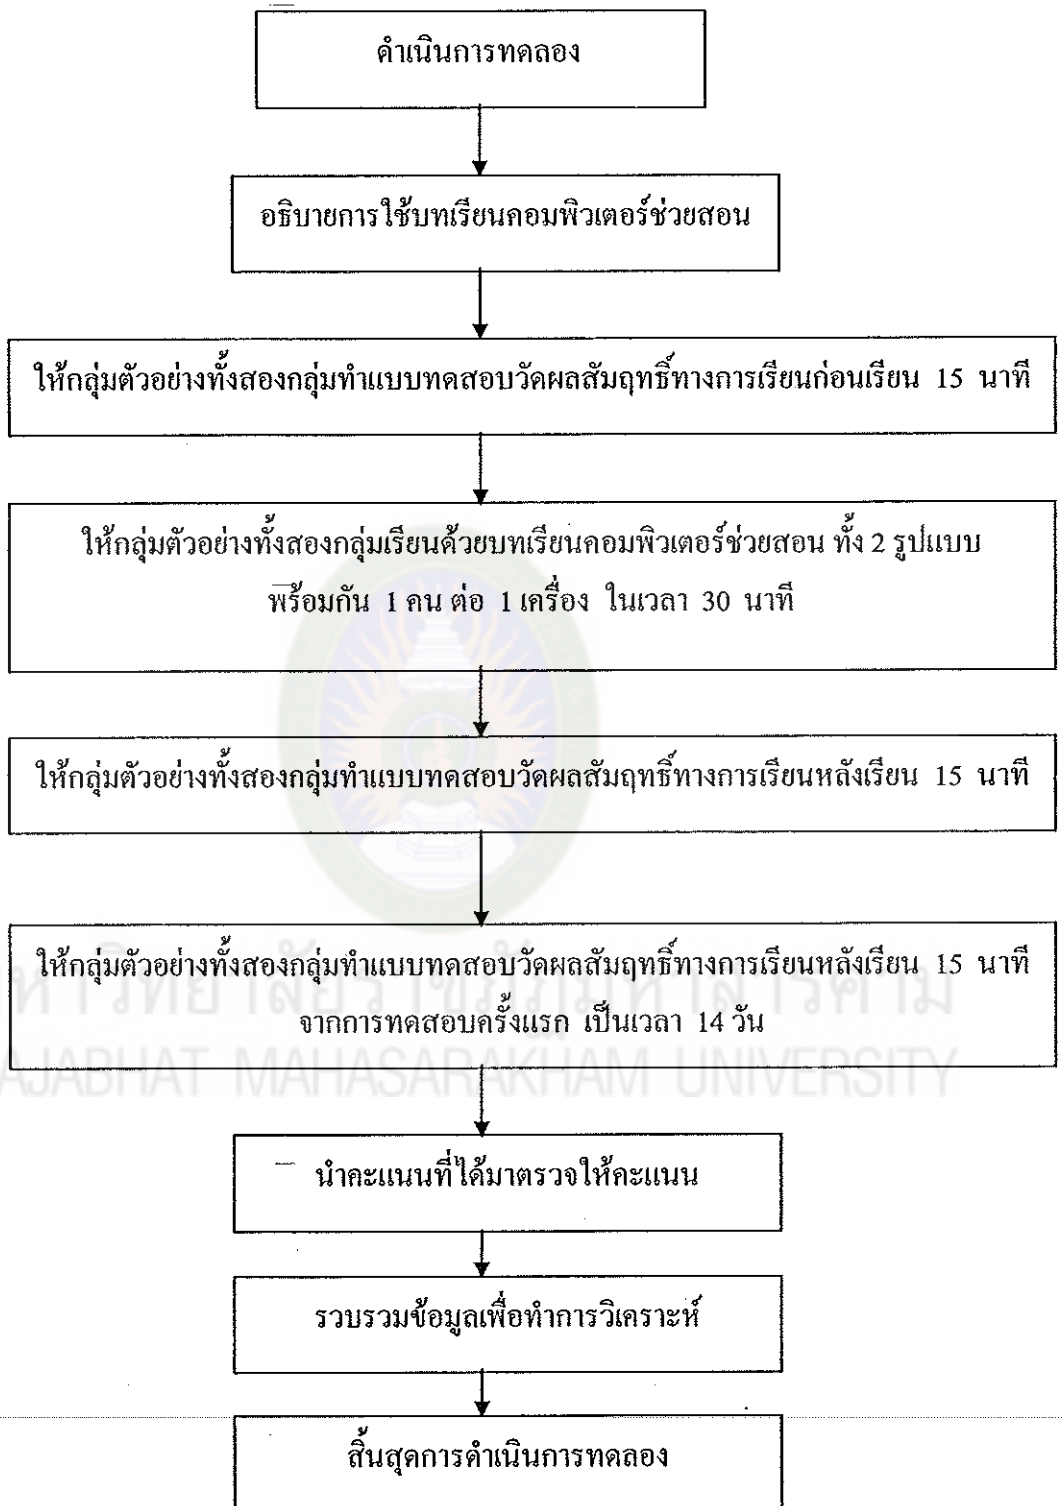 ดำเนินการทดลอง
อธิบายการใช้บทเรียนคอมพิวเตอร์ช่วยสอน
ให้กลุ่มตัวอย่างทั้งสองกลุ่มทำแบบทดสอบวัดผลสัมฤทธิ์ทางการเรียนก่อนเรียน 15 นาที
ให้กลุ่มตัวอย่างทั้งสองกลุ่มเรียนด้วยบทเรียนคอมพิวเตอร์ช่วยสอน ทั้ง 2 รูปแบบ
พร้อมกัน 1 คน ต่อ 1 เครื่อง ในเวลา 30 นาที
ให้กลุ่มตัวอย่างทั้งสองกลุ่มทำแบบทดสอบวัดผลสัมฤทธิ์ทางการเรียนหลังเรียน 15 นาที
ให้กลุ่มตัวอย่างทั้งสองกลุ่มทำแบบทดสอบวัดผลสัมฤทธิ์ทางการเรียนหลังเรียน 15 นาที
จากการทดสอบครั้งแรก เป็นเวลา 14 วัน
MAHASARAKHAM UNIVERSITY
นำคะแนนที่ได้มาตรวจให้คะแนน
รวบรวมข้อมูลเพื่อทำการวิเคราะห์
สิ้นสุดการดำเนินการทดลอง